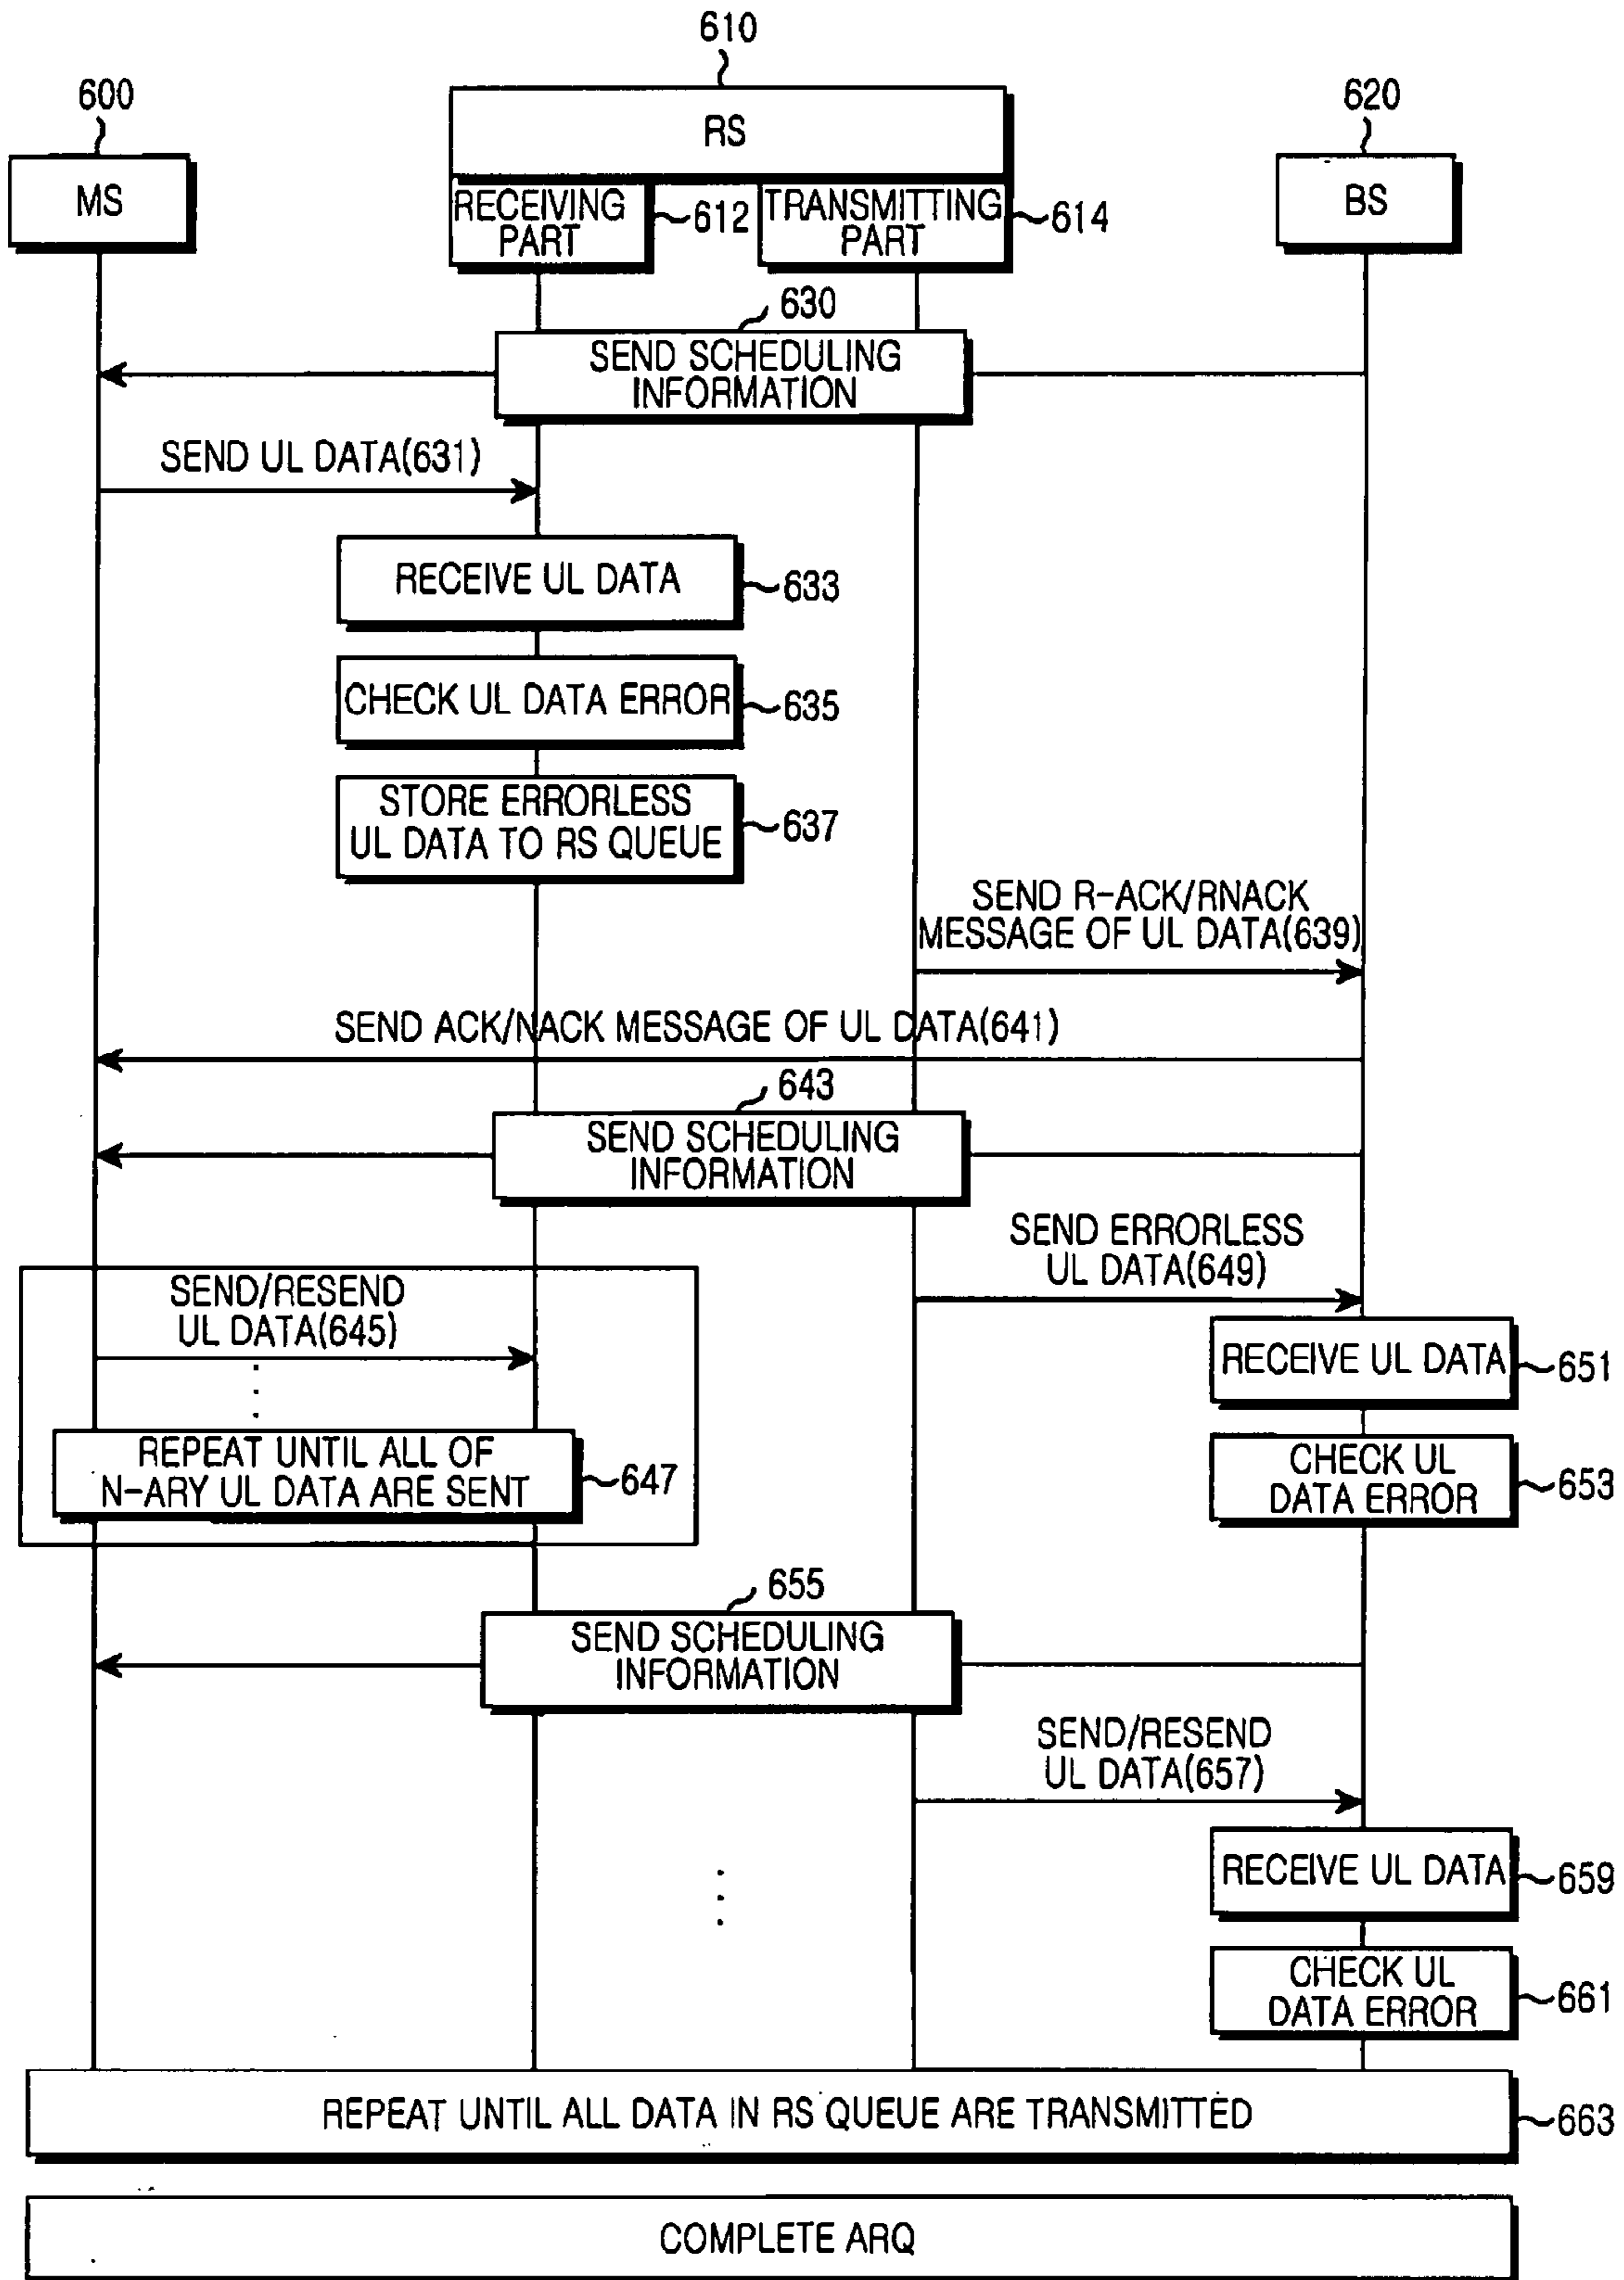 610
600
620
RS
MS
RECEIVING
PART
612
TRANSMITTING
PART
614
BS
630
SEND SCHEDULING
INFORMATION
SEND UL DATA(631)
RECEIVE UL DATA
633
CHECK UL DATA ERROR
635
STORE ERRORLESS
UL DATA TO RS QUEUE
637
SEND R-ACK/RNACK
MESSAGE OF UL DATA(639)
SEND ACK/NACK MESSAGE OF UL DATA(641)
643
SEND SCHEDULING
INFORMATION
SEND ERRORLESS
UL DATA(649)
SEND/RESEND
UL DATA(645)
RECEIVE UL DATA
651
REPEAT UNTIL ALL OF
N-ARY UL DATA ARE SENT
647
CHECK UL
DATA ERROR
653
655
SEND SCHEDULING
INFORMATION
SEND/RESEND
UL DATA(657)
RECEIVE UL DATA
659
CHECK UL
DATA ERROR
661
REPEAT UNTIL ALL DATA IN RS QUEUE ARE TRANSMITTED
663
COMPLETE ARQ